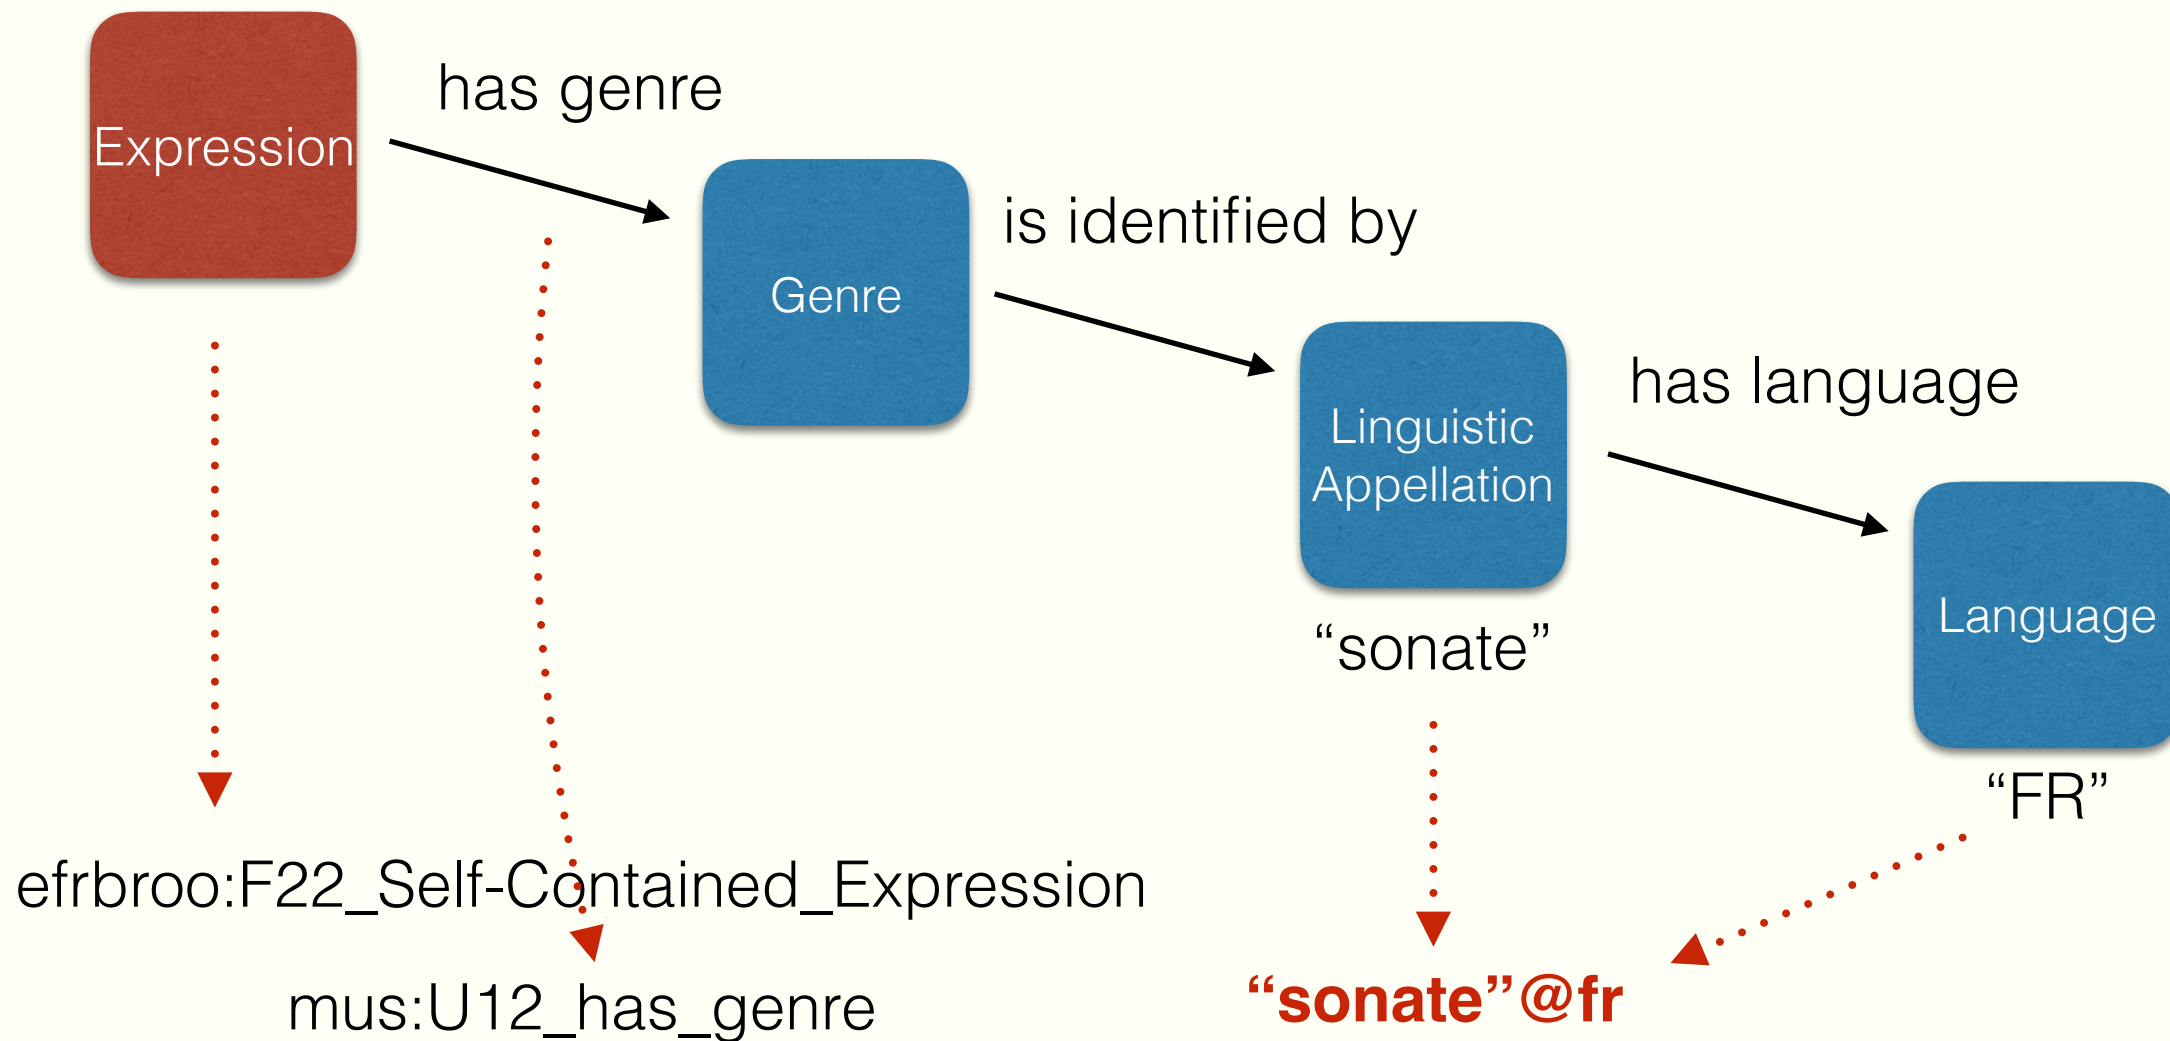 has genre
Expression
is identified by
Genre
has language
Linguistic
Appellation
Language
“sonate”
“FR”
efrbroo:F22_Self-Contained_Expression
mus:U12_has_genre
“sonate”@fr